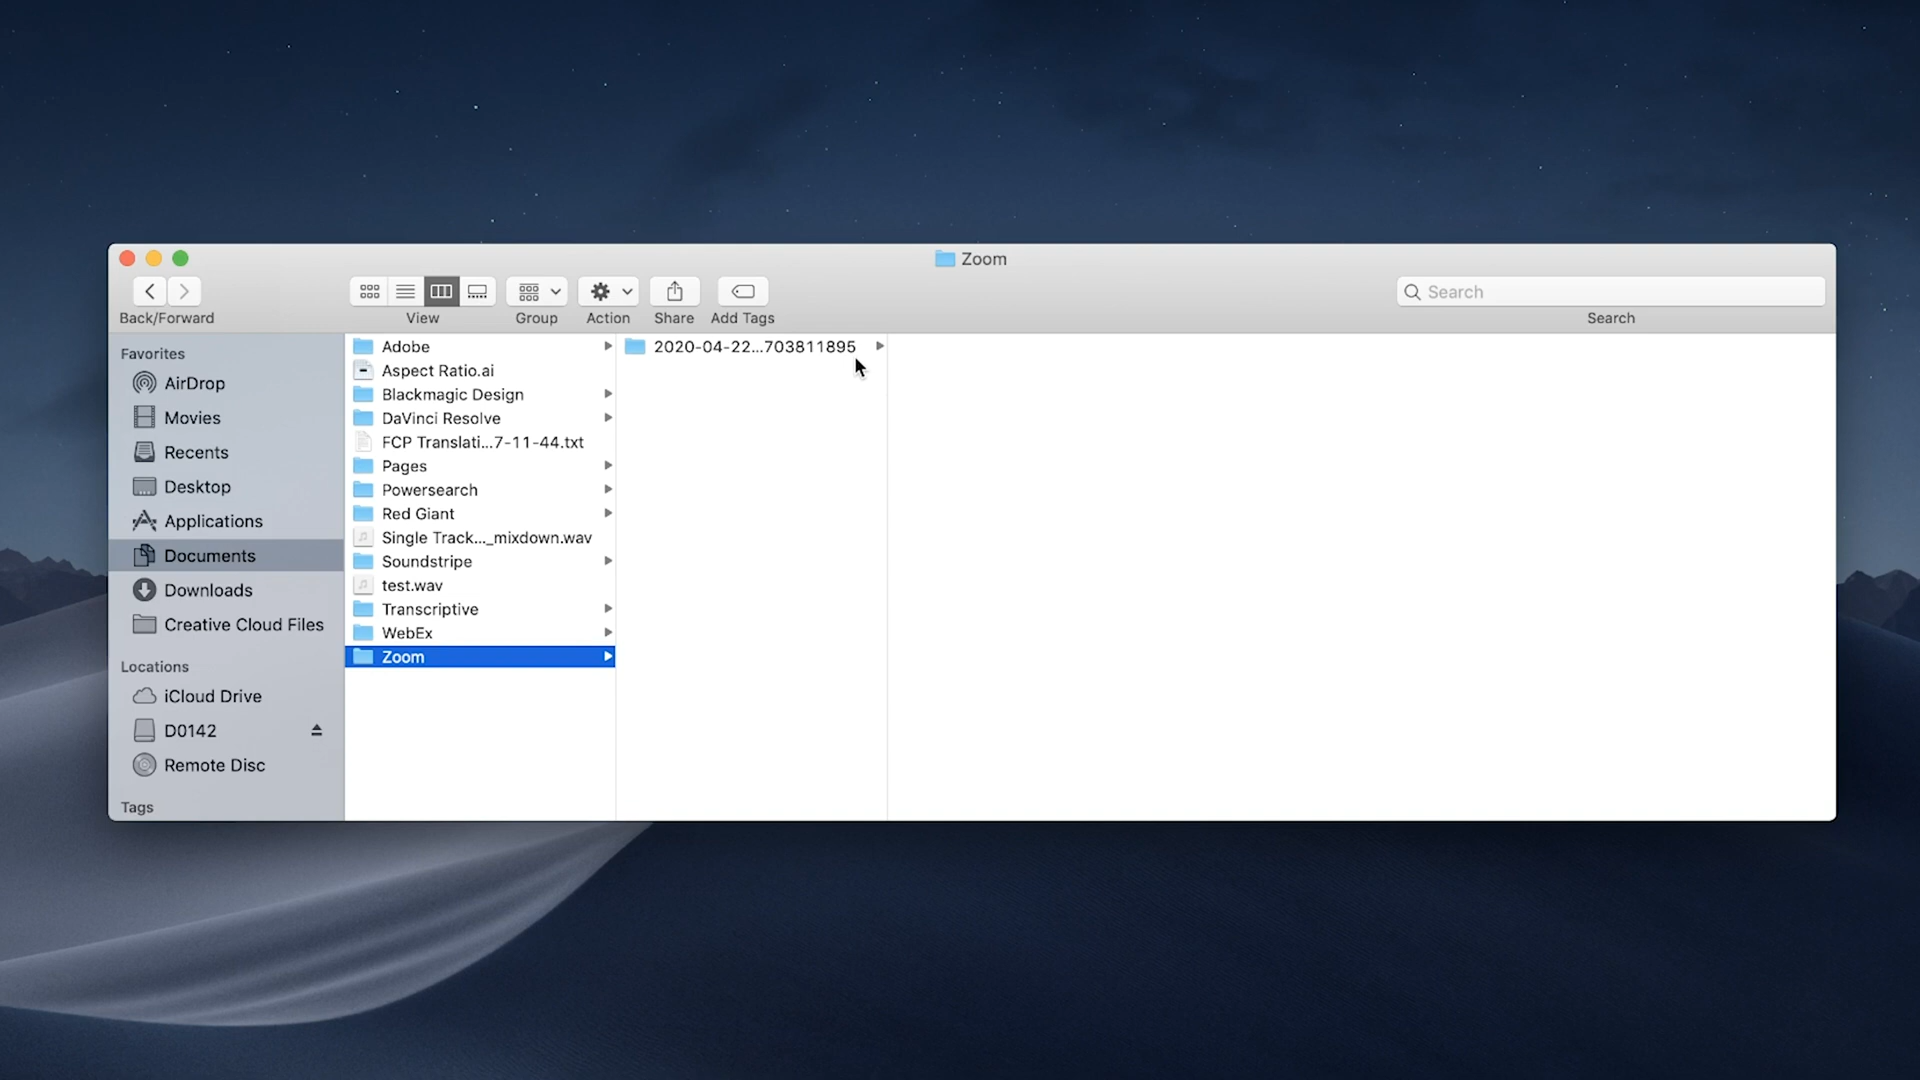 Zoom
Search
Back/Forward
View
Group
Action
Share
Add Tags
Search
Favorites
AirDrop
Movies
Recents
Desktop
Applications
Documents
Downloads
Creative Cloud Files
Locations
iCloud Drive
D0142
Remote Disc
Tags
Adobe
Aspect Ratio.ai
Blackmagic Design
DaVinci Resolve
FCP Translati...7-11-44.txt
Pages
Powersearch
Red Giant
Single Track..._mixdown.wav
Soundstripe
test.wav
Transcriptive
WebEx
Zoom
2020-04-22...703811895